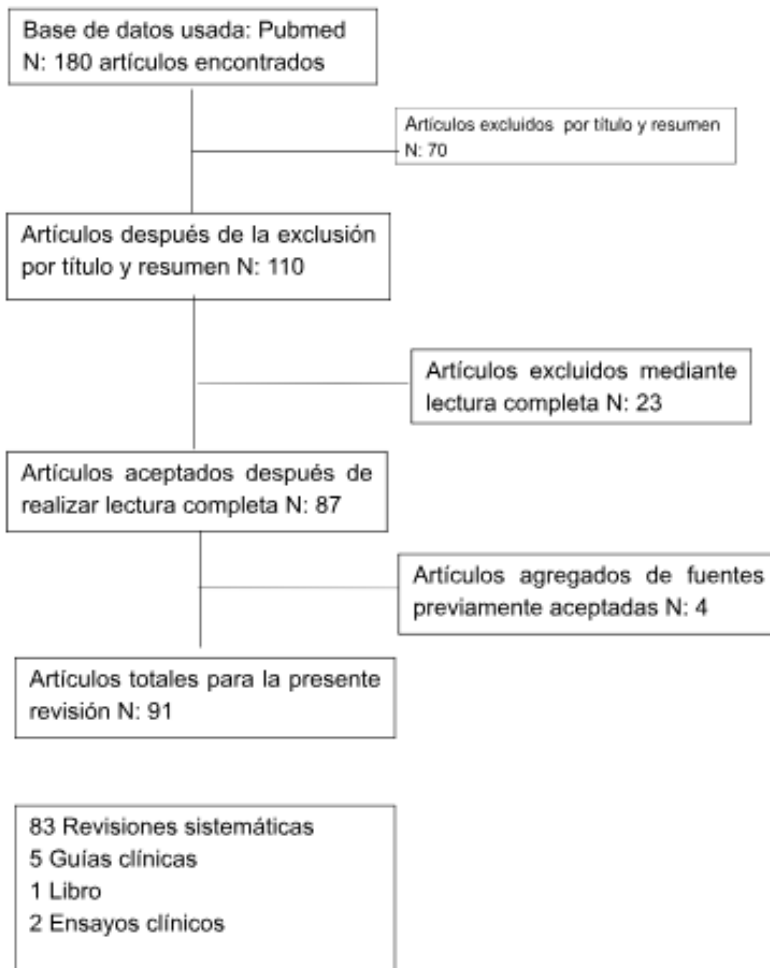 Base de datos usada: Pubmed
N: 180 artículos encontrados
Artículos excluidos por título y resumen
N: 70
Artículos después de la exclusión
por título y resumen N: 110
Artículos excluidos mediante
lectura completa N: 23
Artículos aceptados después de
realizar lectura completa N: 87
Artículos agregados de fuentes
previamente aceptadas N: 4
Artículos totales para la presente
revisión N: 91
83 Revisiones sistemáticas
5 Guías clínicas
1 Libro
2 Ensayos clínicos